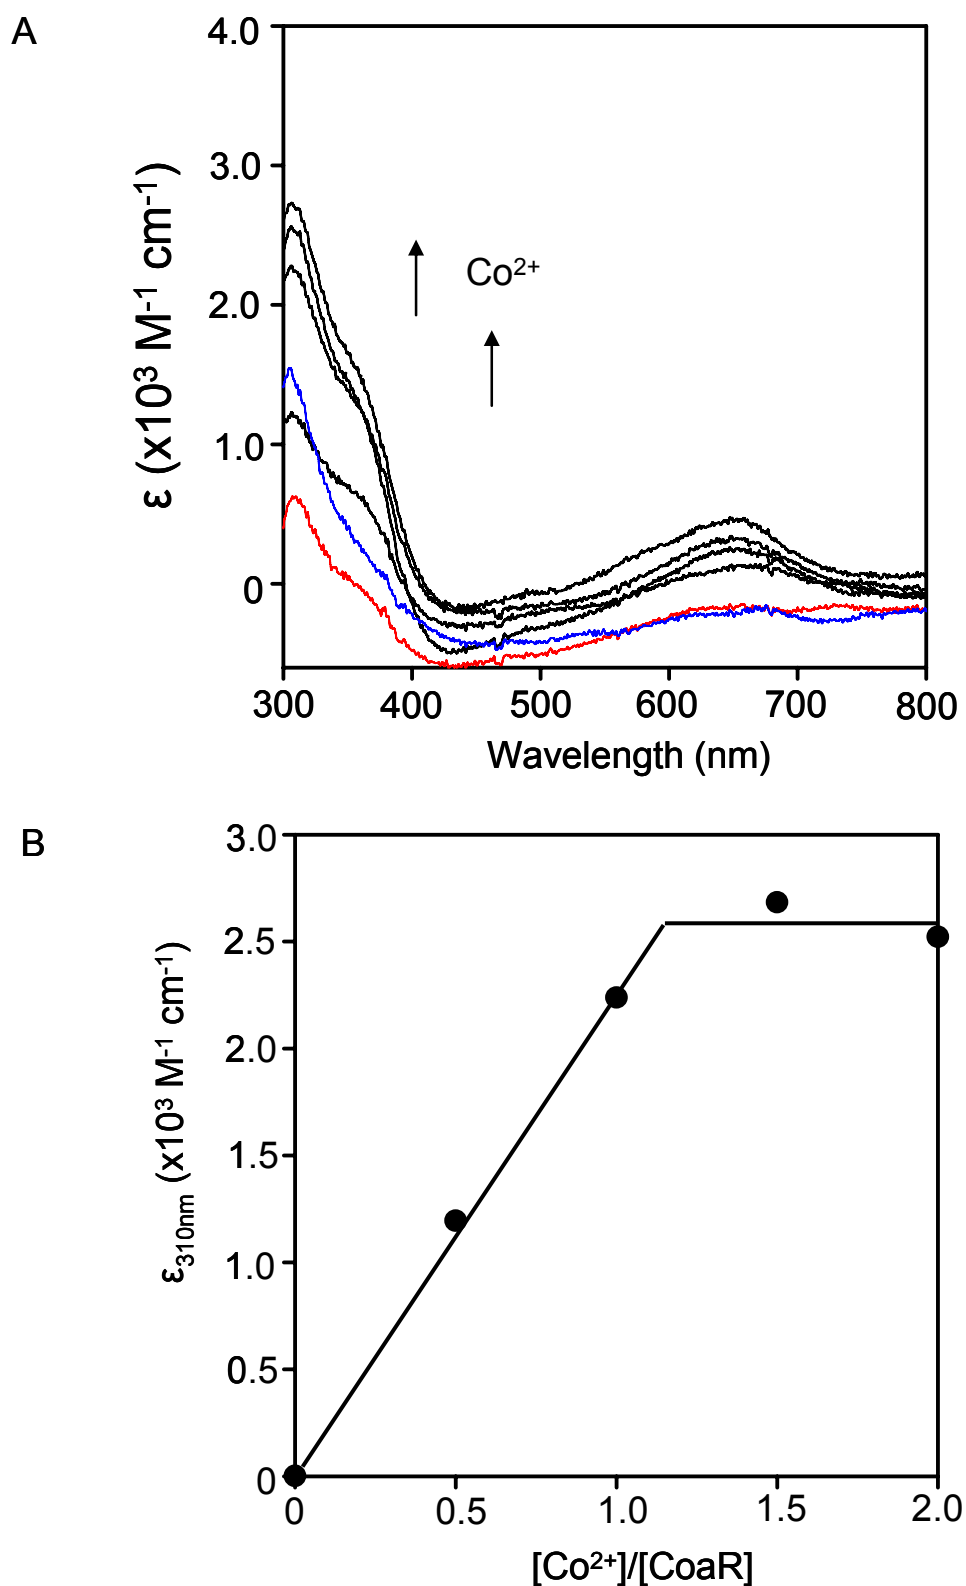 A
4.0
3.0
2.0
1.0
0
ε (x10³ M⁻¹ cm⁻¹)
Co²⁺
300 400 500 600 700 800
Wavelength (nm)
B
3.0
2.5
2.0
1.5
1.0
0.5
0
ε₃₁₀ₙₘ (x10³ M⁻¹ cm⁻¹)
0 0.5 1.0 1.5 2.0
[Co²⁺]/[CoaR]